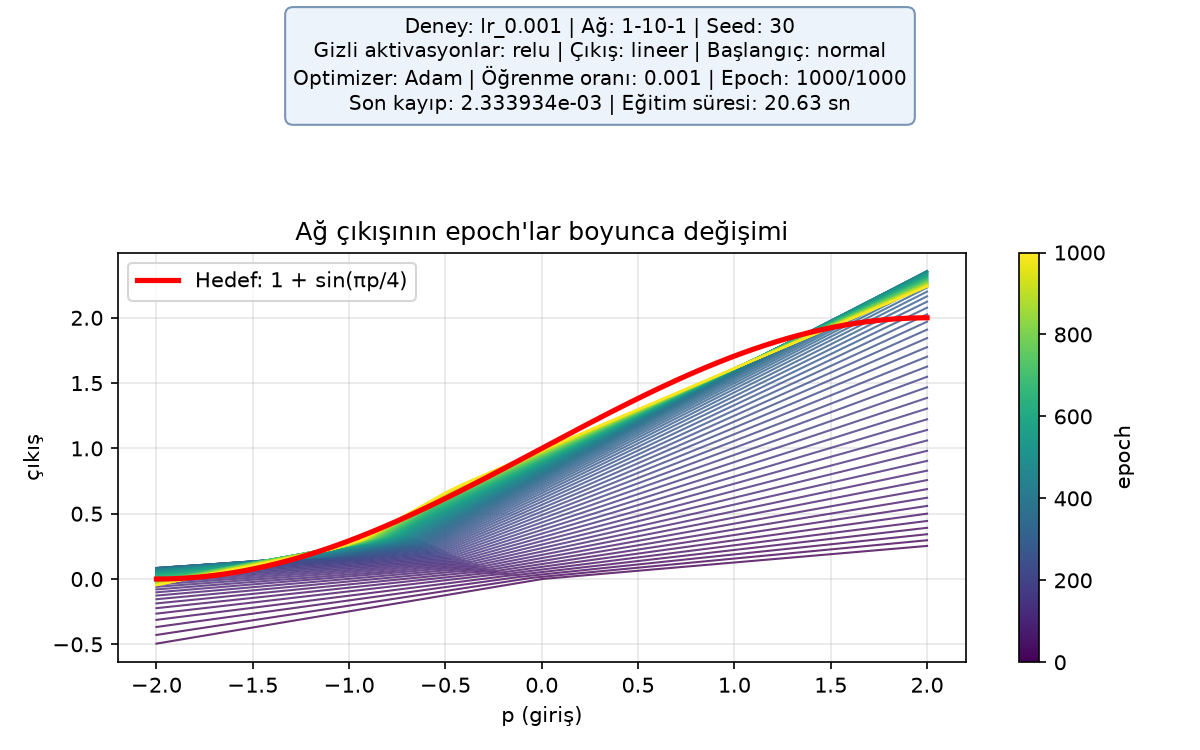 Deney: lr_0.001 | Ağ: 1-10-1 | Seed: 30
Gizli aktivasyonlar: relu | Çıkış: lineer | Başlangıç: normal
Optimizer: Adam | Öğrenme oranı: 0.001 | Epoch: 1000/1000
Son kayıp: 2.333934e-03 | Eğitim süresi: 20.63 sn
Ağ çıkışının epoch'lar boyunca değişimi
Hedef: 1 + sin(πp/4)
2.0
1.5
1.0
0.5
0.0
−0.5
çıkış
−2.0
−1.5
−1.0
−0.5
0.0
0.5
1.0
1.5
2.0
p (giriş)
1000
800
600
400
200
0
epoch